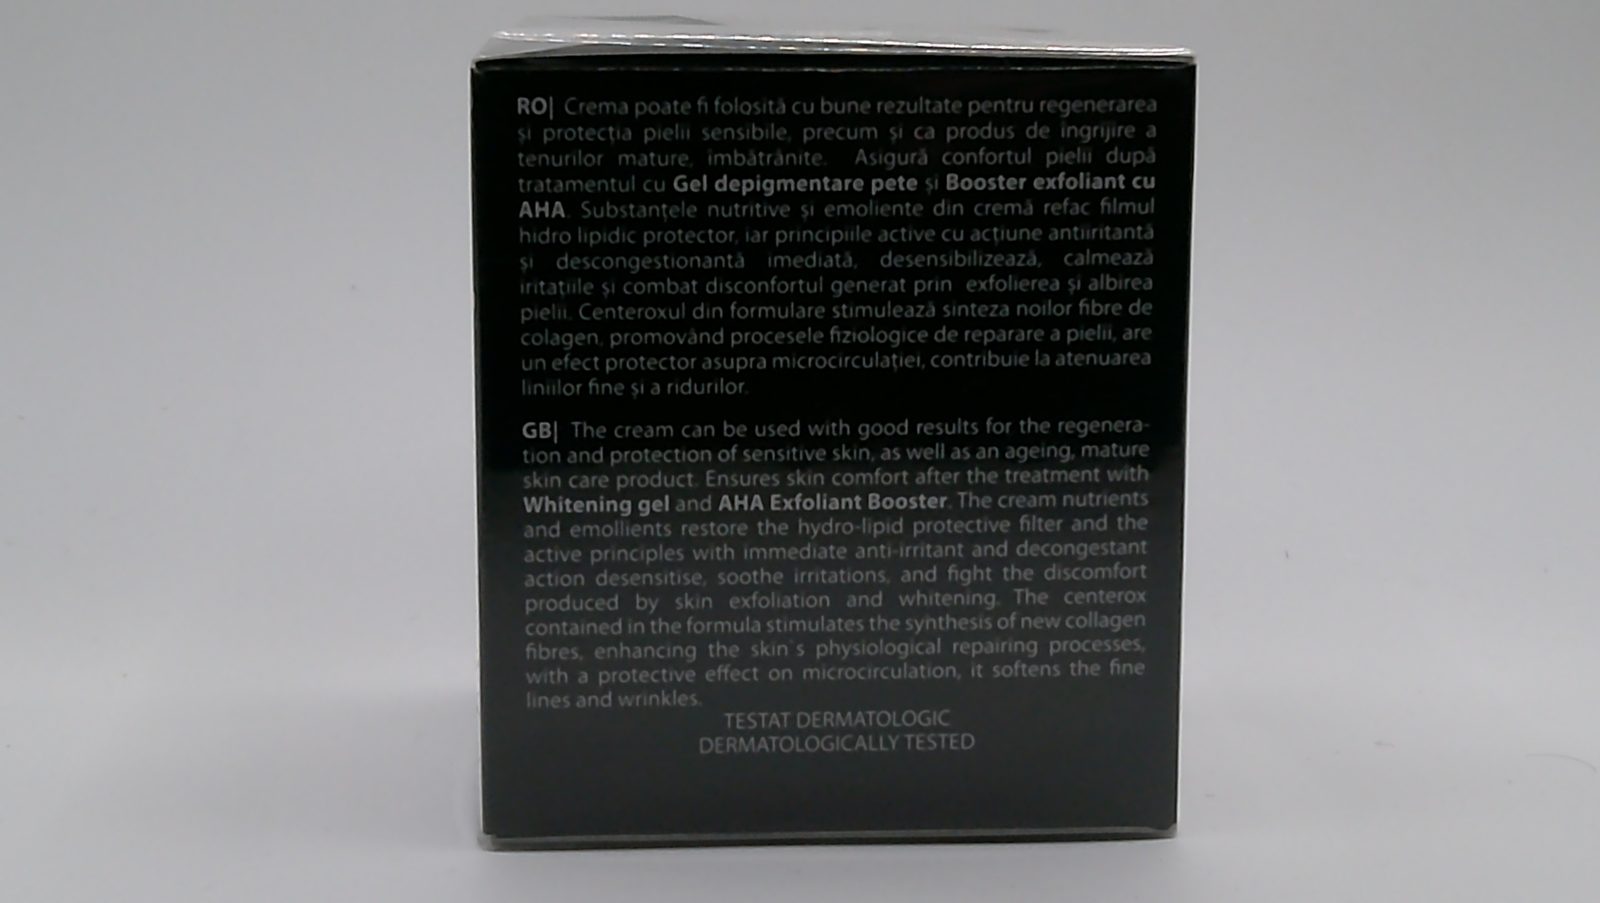 RO| Crema poate fi folosită cu bune rezultate pentru regenerarea
și protecția pielii sensibile, precum și ca produs de îngrijire a
tenurilor mature, îmbătrânite. Asigură confortul pielii după
tratamentul cu Gel depigmentare pete și Booster exfoliant cu
AHA. Substanțele nutritive și emoliente din cremă refac filmul
hidro lipidic protector, iar principiile active cu acțiune antiiritantă
și descongestionantă imediată, desensibilizează, calmează
iritațiile și combat disconfortul generat prin exfolierea și albirea
pielii. Centeroxul din formulare stimulează sinteza noilor fibre de
colagen, promovând procesele fiziologice de reparare a pielii, are
un efect protector asupra microcirculației, contribuie la atenuarea
liniilor fine și a ridurilor.
GB| The cream can be used with good results for the regenera-
tion and protection of sensitive skin, as well as an ageing, mature
skin care product. Ensures skin comfort after the treatment with
Whitening gel and AHA Exfoliant Booster. The cream nutrients
and emollients restore the hydro-lipid protective filter and the
active principles with immediate anti-irritant and decongestant
action desensitise, soothe irritations, and fight the discomfort
produced by skin exfoliation and whitening. The centerox
contained in the formula stimulates the synthesis of new collagen
fibres, enhancing the skin`s physiological repairing processes,
with a protective effect on microcirculation, it softens the fine
lines and wrinkles.
TESTAT DERMATOLOGIC
DERMATOLOGICALLY TESTED